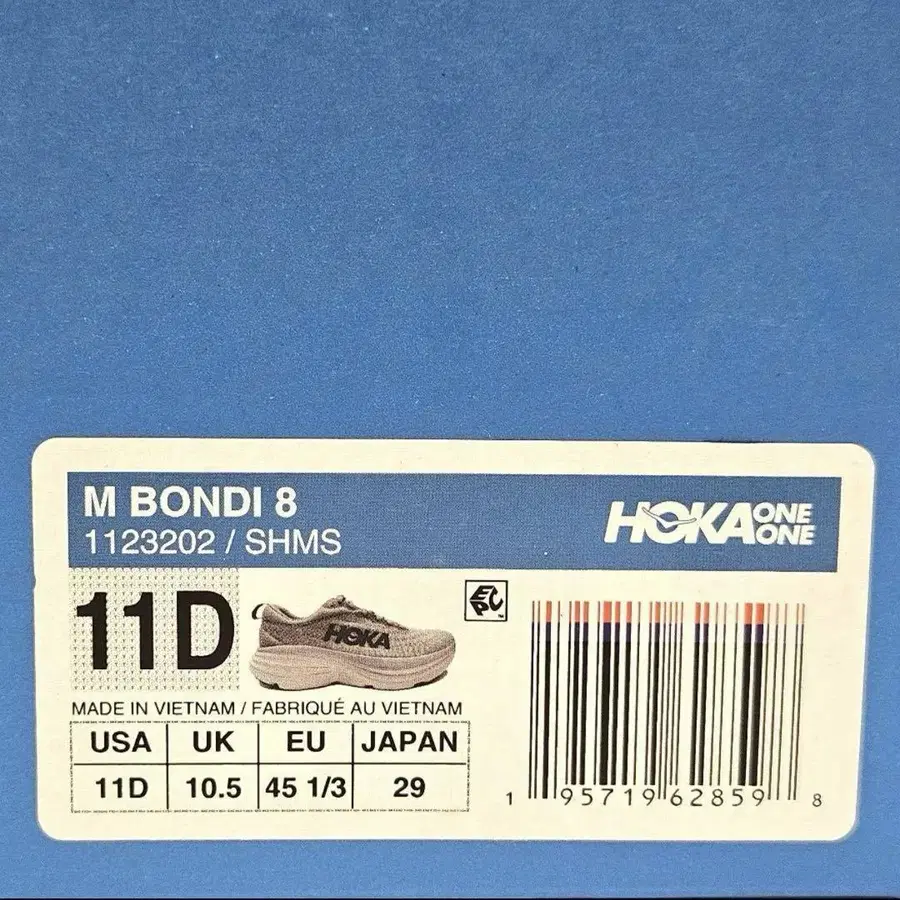 M BONDI 8
1123202 / SHMS
HOKA ONE ONE
11D
HOKA
EPC
MADE IN VIETNAM / FABRIQUÉ AU VIETNAM
USA UK EU JAPAN
11D 10.5 45 1/3 29
1 95719 62859 8